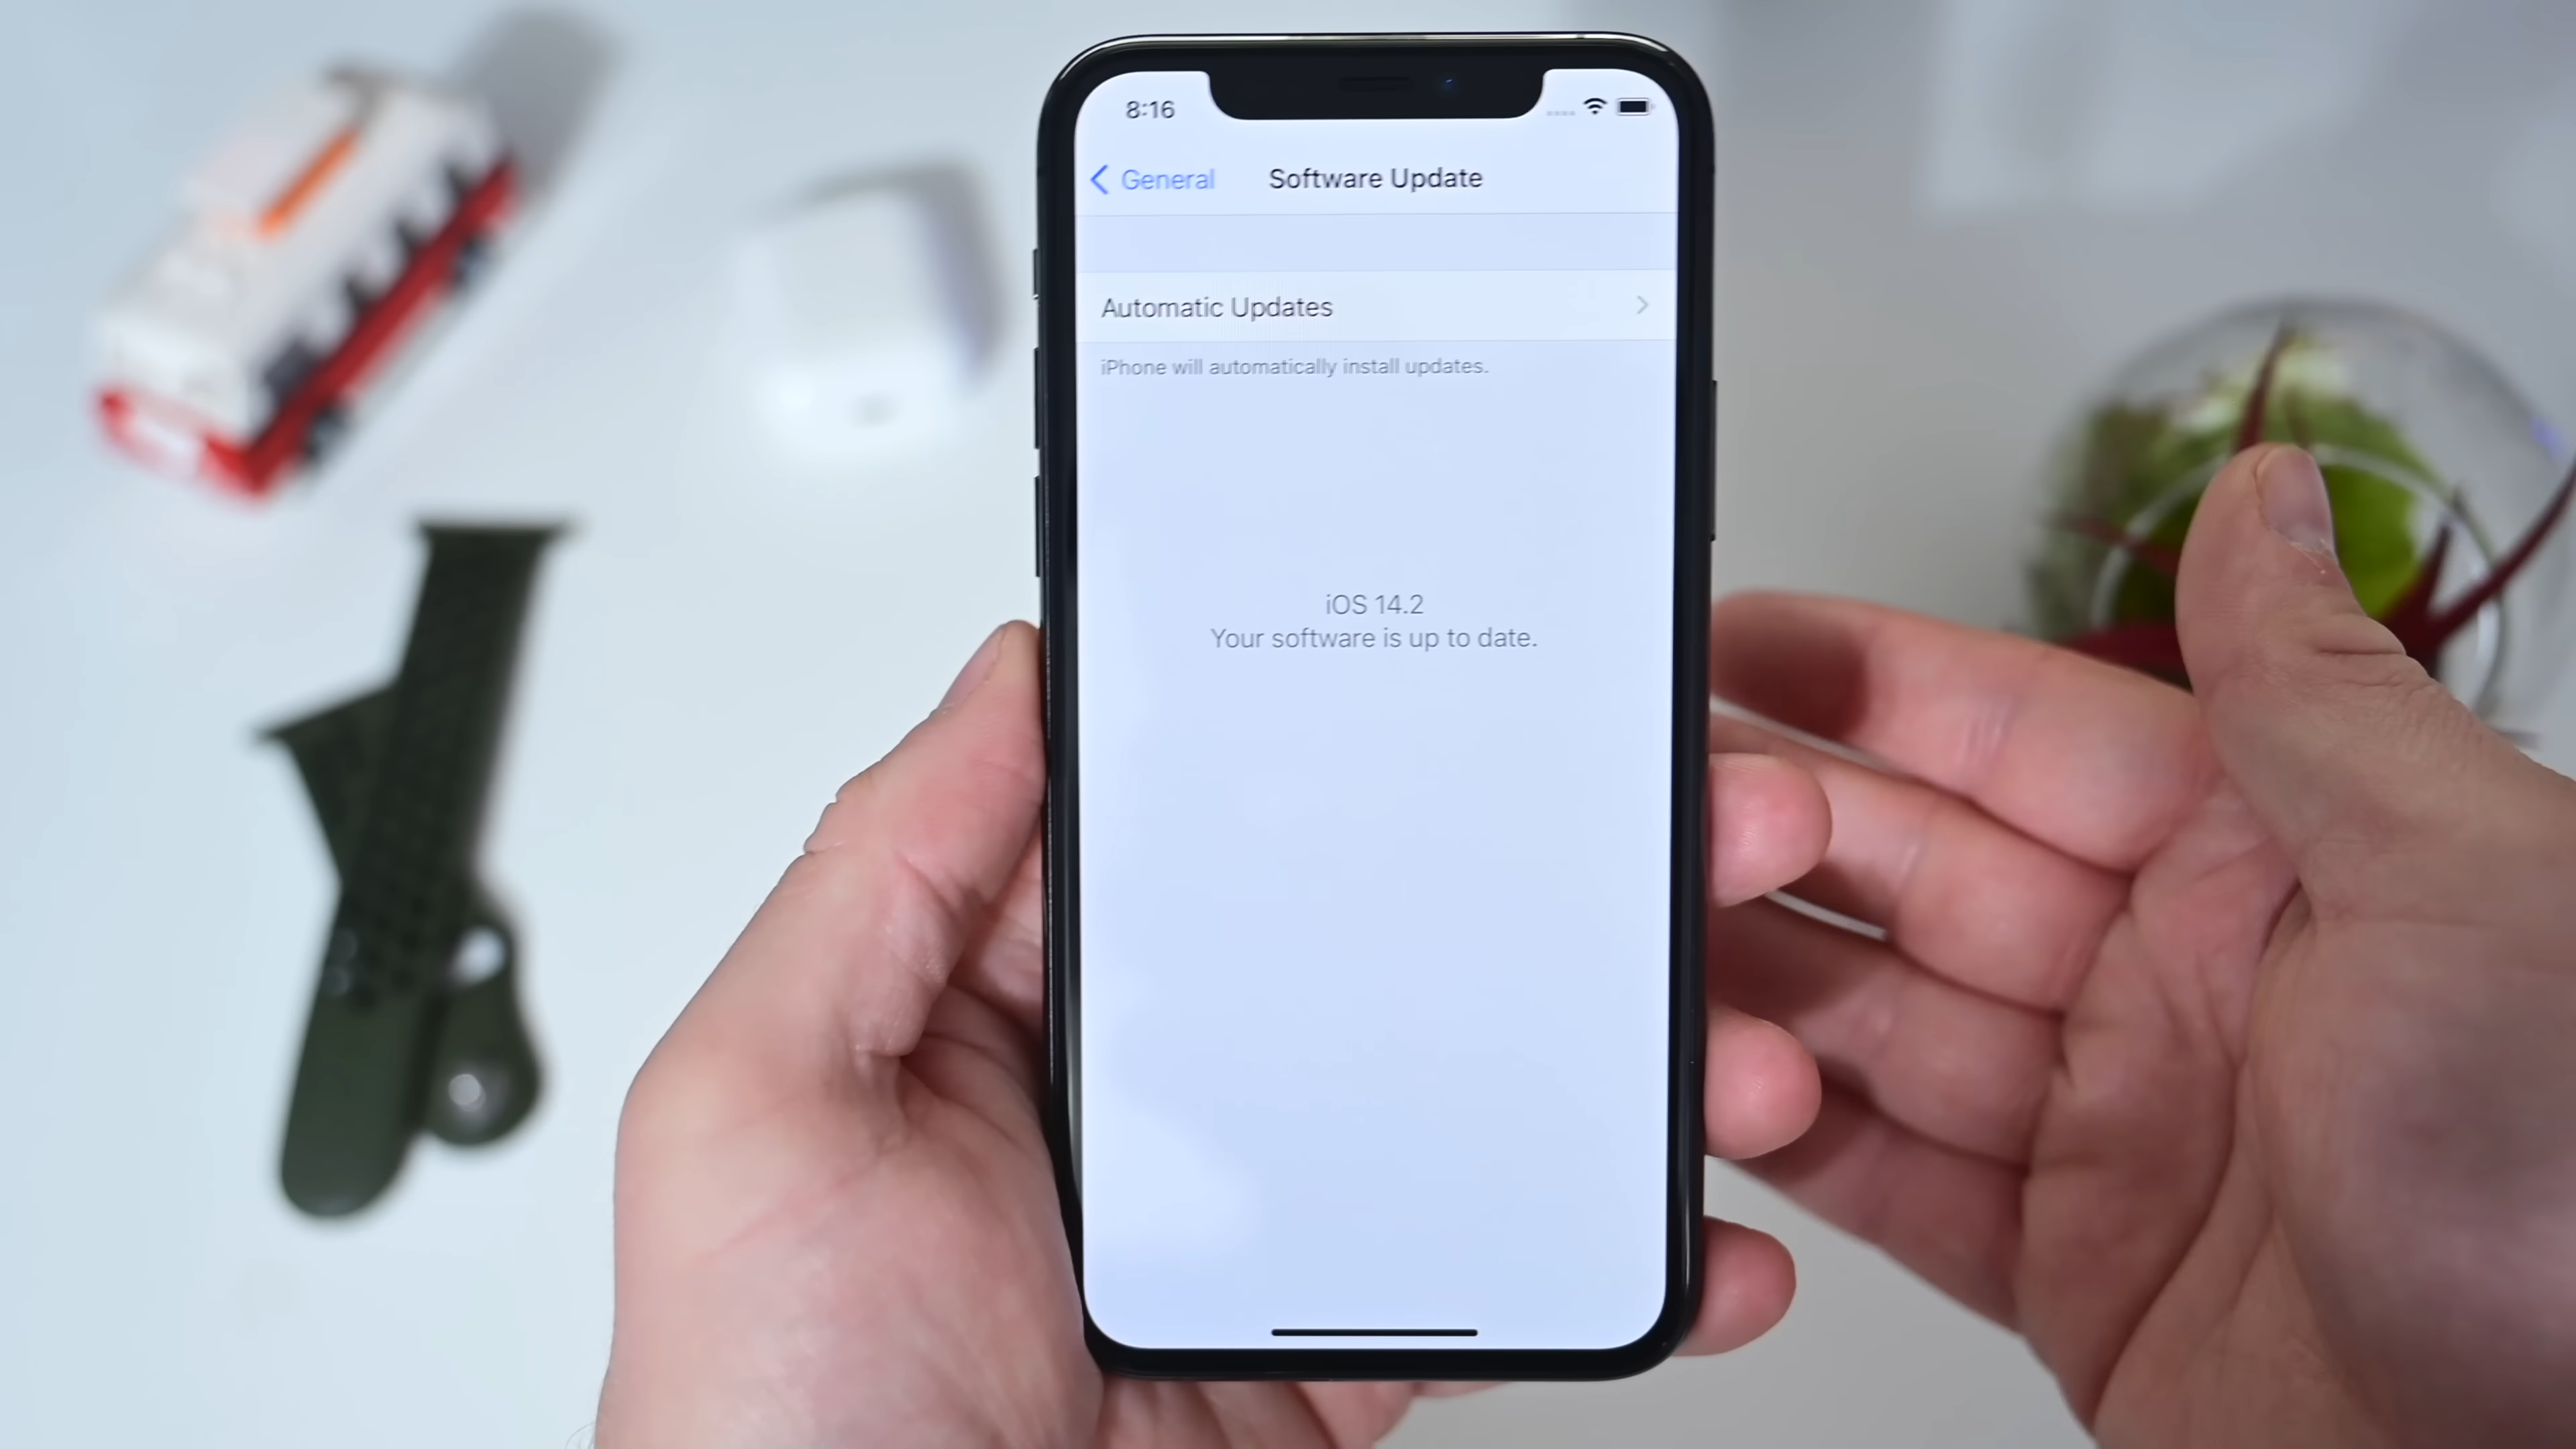 8:16
General
Software Update
Automatic Updates
iPhone will automatically install updates.
iOS 14.2
Your software is up to date.